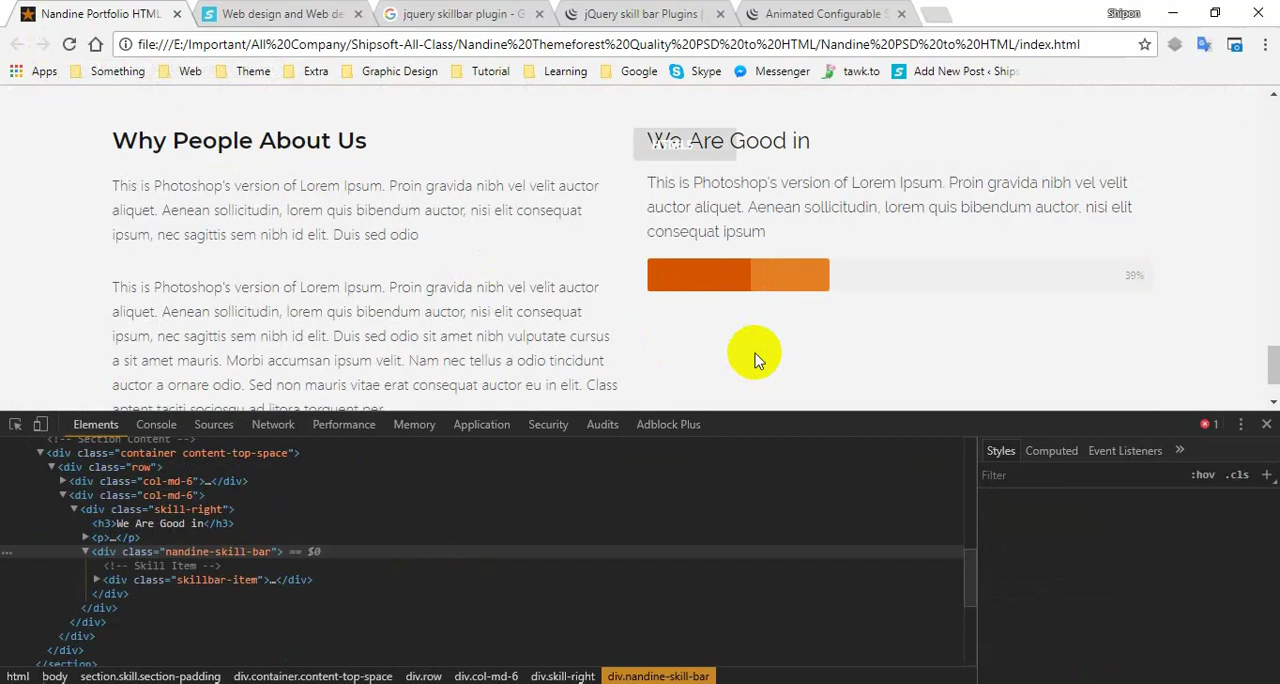 Nandine Portfolio HTML
Web design and Web de
jquery skillbar plugin - G
jQuery skill bar Plugins |
Animated Configurable S
Shipon
file:///E:/Important/All%20Company/Shipsoft-All-Class/Nandine%20Themeforest%20Quality%20PSD%20to%20HTML/Nandine%20PSD%20to%20HTML/index.html
Apps
Something
Web
Theme
Extra
Graphic Design
Tutorial
Learning
Google
Skype
Messenger
tawk.to
Add New Post ‹ Ships
Why People About Us
This is Photoshop's version of Lorem Ipsum. Proin gravida nibh vel velit auctor
aliquet. Aenean sollicitudin, lorem quis bibendum auctor, nisi elit consequat
ipsum, nec sagittis sem nibh id elit. Duis sed odio
This is Photoshop's version of Lorem Ipsum. Proin gravida nibh vel velit auctor
aliquet. Aenean sollicitudin, lorem quis bibendum auctor, nisi elit consequat
ipsum, nec sagittis sem nibh id elit. Duis sed odio sit amet nibh vulputate cursus
a sit amet mauris. Morbi accumsan ipsum velit. Nam nec tellus a odio tincidunt
auctor a ornare odio. Sed non mauris vitae erat consequat auctor eu in elit. Class
aptent taciti sociosqu ad litora torquent per
We Are Good in
HTML5
This is Photoshop's version of Lorem Ipsum. Proin gravida nibh vel velit
auctor aliquet. Aenean sollicitudin, lorem quis bibendum auctor, nisi elit
consequat ipsum
39%
Elements
Console
Sources
Network
Performance
Memory
Application
Security
Audits
Adblock Plus
1
<!-- Section Content -->
<div class="container content-top-space">
<div class="row">
<div class="col-md-6">…</div>
<div class="col-md-6">
<div class="skill-right">
<h3>We Are Good in</h3>
<p>…</p>
... <div class="nandine-skill-bar"> == $0
<!-- Skill Item -->
<div class="skillbar-item">…</div>
</div>
</div>
</div>
</div>
</div>
</section>
Styles
Computed
Event Listeners
»
Filter
:hov
.cls
+
html
body
section.skill.section-padding
div.container.content-top-space
div.row
div.col-md-6
div.skill-right
div.nandine-skill-bar